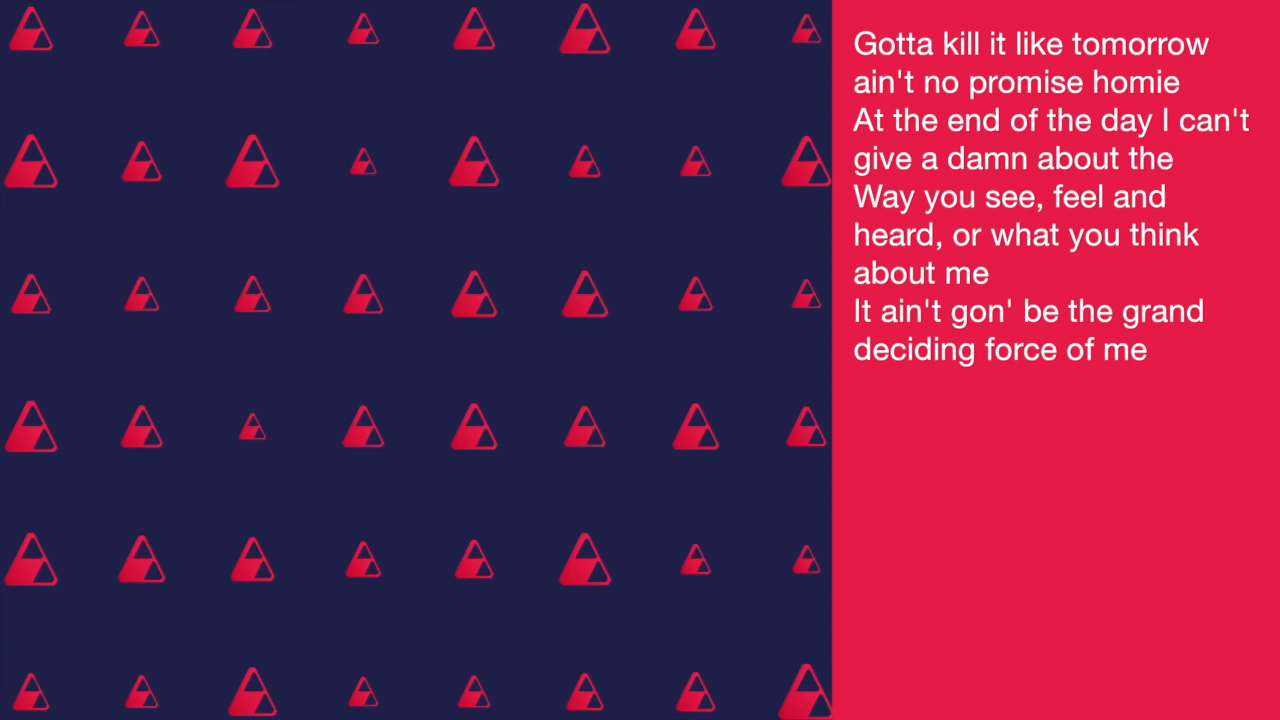 Gotta kill it like tomorrow
ain't no promise homie
At the end of the day I can't
give a damn about the
Way you see, feel and
heard, or what you think
about me
It ain't gon' be the grand
deciding force of me